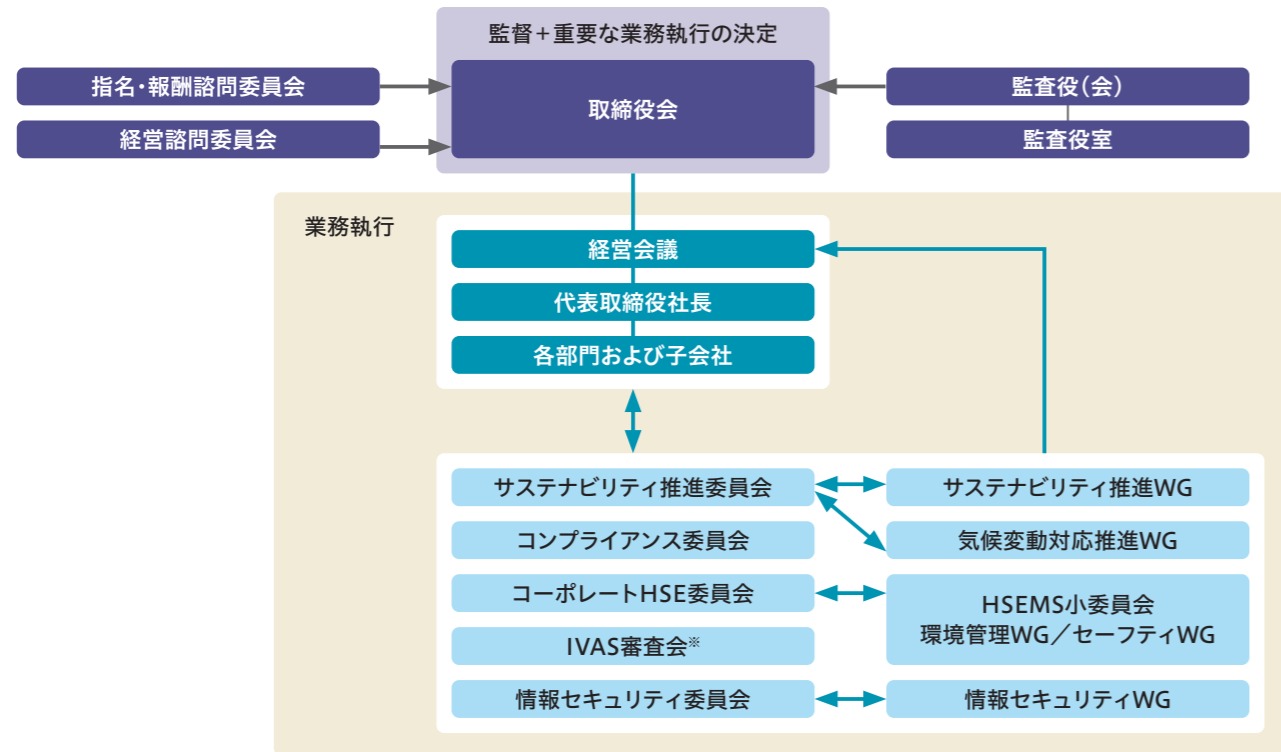 監督＋重要な業務執行の決定
指名・報酬諮問委員会
経営諮問委員会
取締役会
監査役（会）
監査役室
業務執行
経営会議
代表取締役社長
各部門および子会社
サステナビリティ推進委員会
サステナビリティ推進WG
コンプライアンス委員会
気候変動対応推進WG
コーポレートHSE委員会
HSEMS小委員会
環境管理WG／セーフティWG
IVAS審査会※
情報セキュリティ委員会
情報セキュリティWG